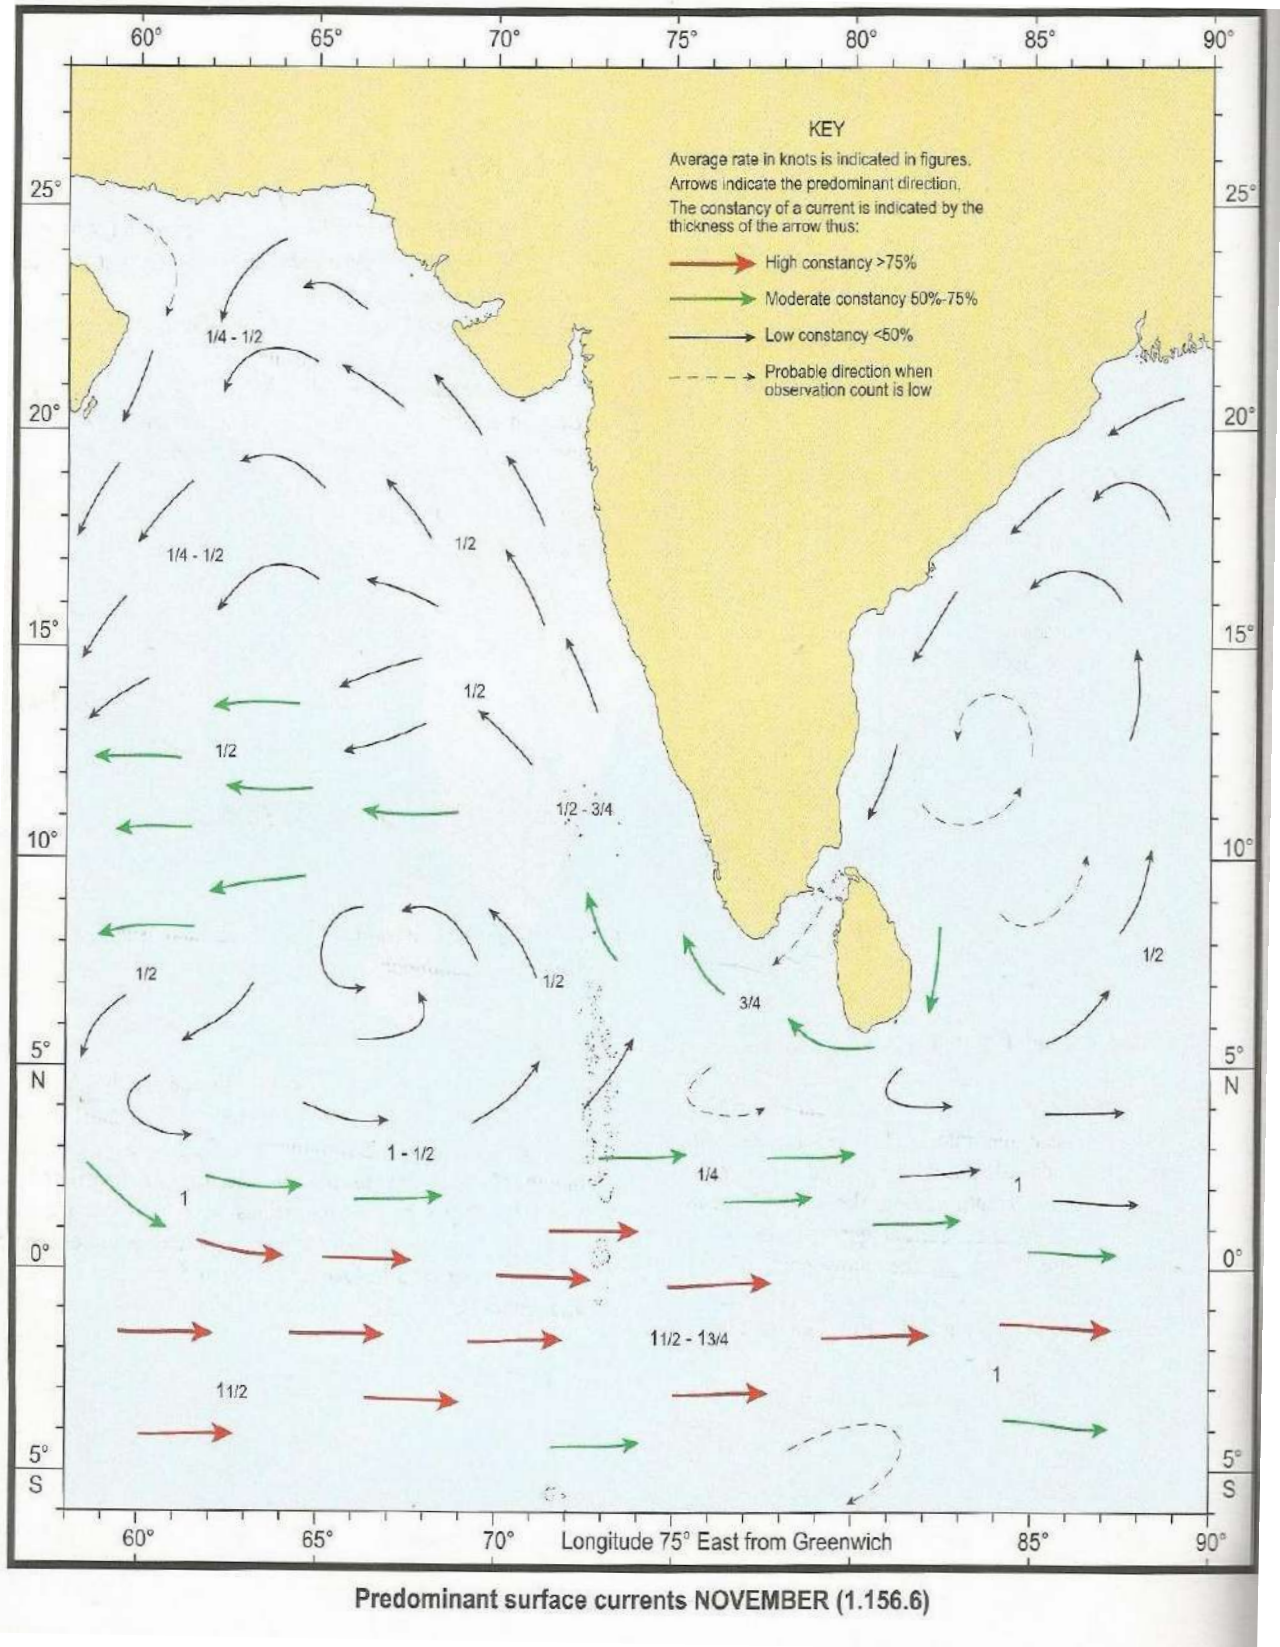 60° 65° 70° 75° 80° 85° 90°
KEY
Average rate in knots is indicated in figures.
Arrows indicate the predominant direction.
The constancy of a current is indicated by the
thickness of the arrow thus:
High constancy >75%
Moderate constancy 50%-75%
Low constancy <50%
Probable direction when
observation count is low
25° 25°
1/4 - 1/2
20° 20°
1/2
1/4 - 1/2
15° 15°
1/2
1/2
1/2 - 3/4
10° 10°
1/2
1/2 1/2
3/4
5° 5°
N N
1 - 1/2
1/4
1 1
0° 0°
11/2 - 13/4
1
11/2
5° 5°
S S
60° 65° 70° Longitude 75° East from Greenwich 85° 90°
Predominant surface currents NOVEMBER (1.156.6)